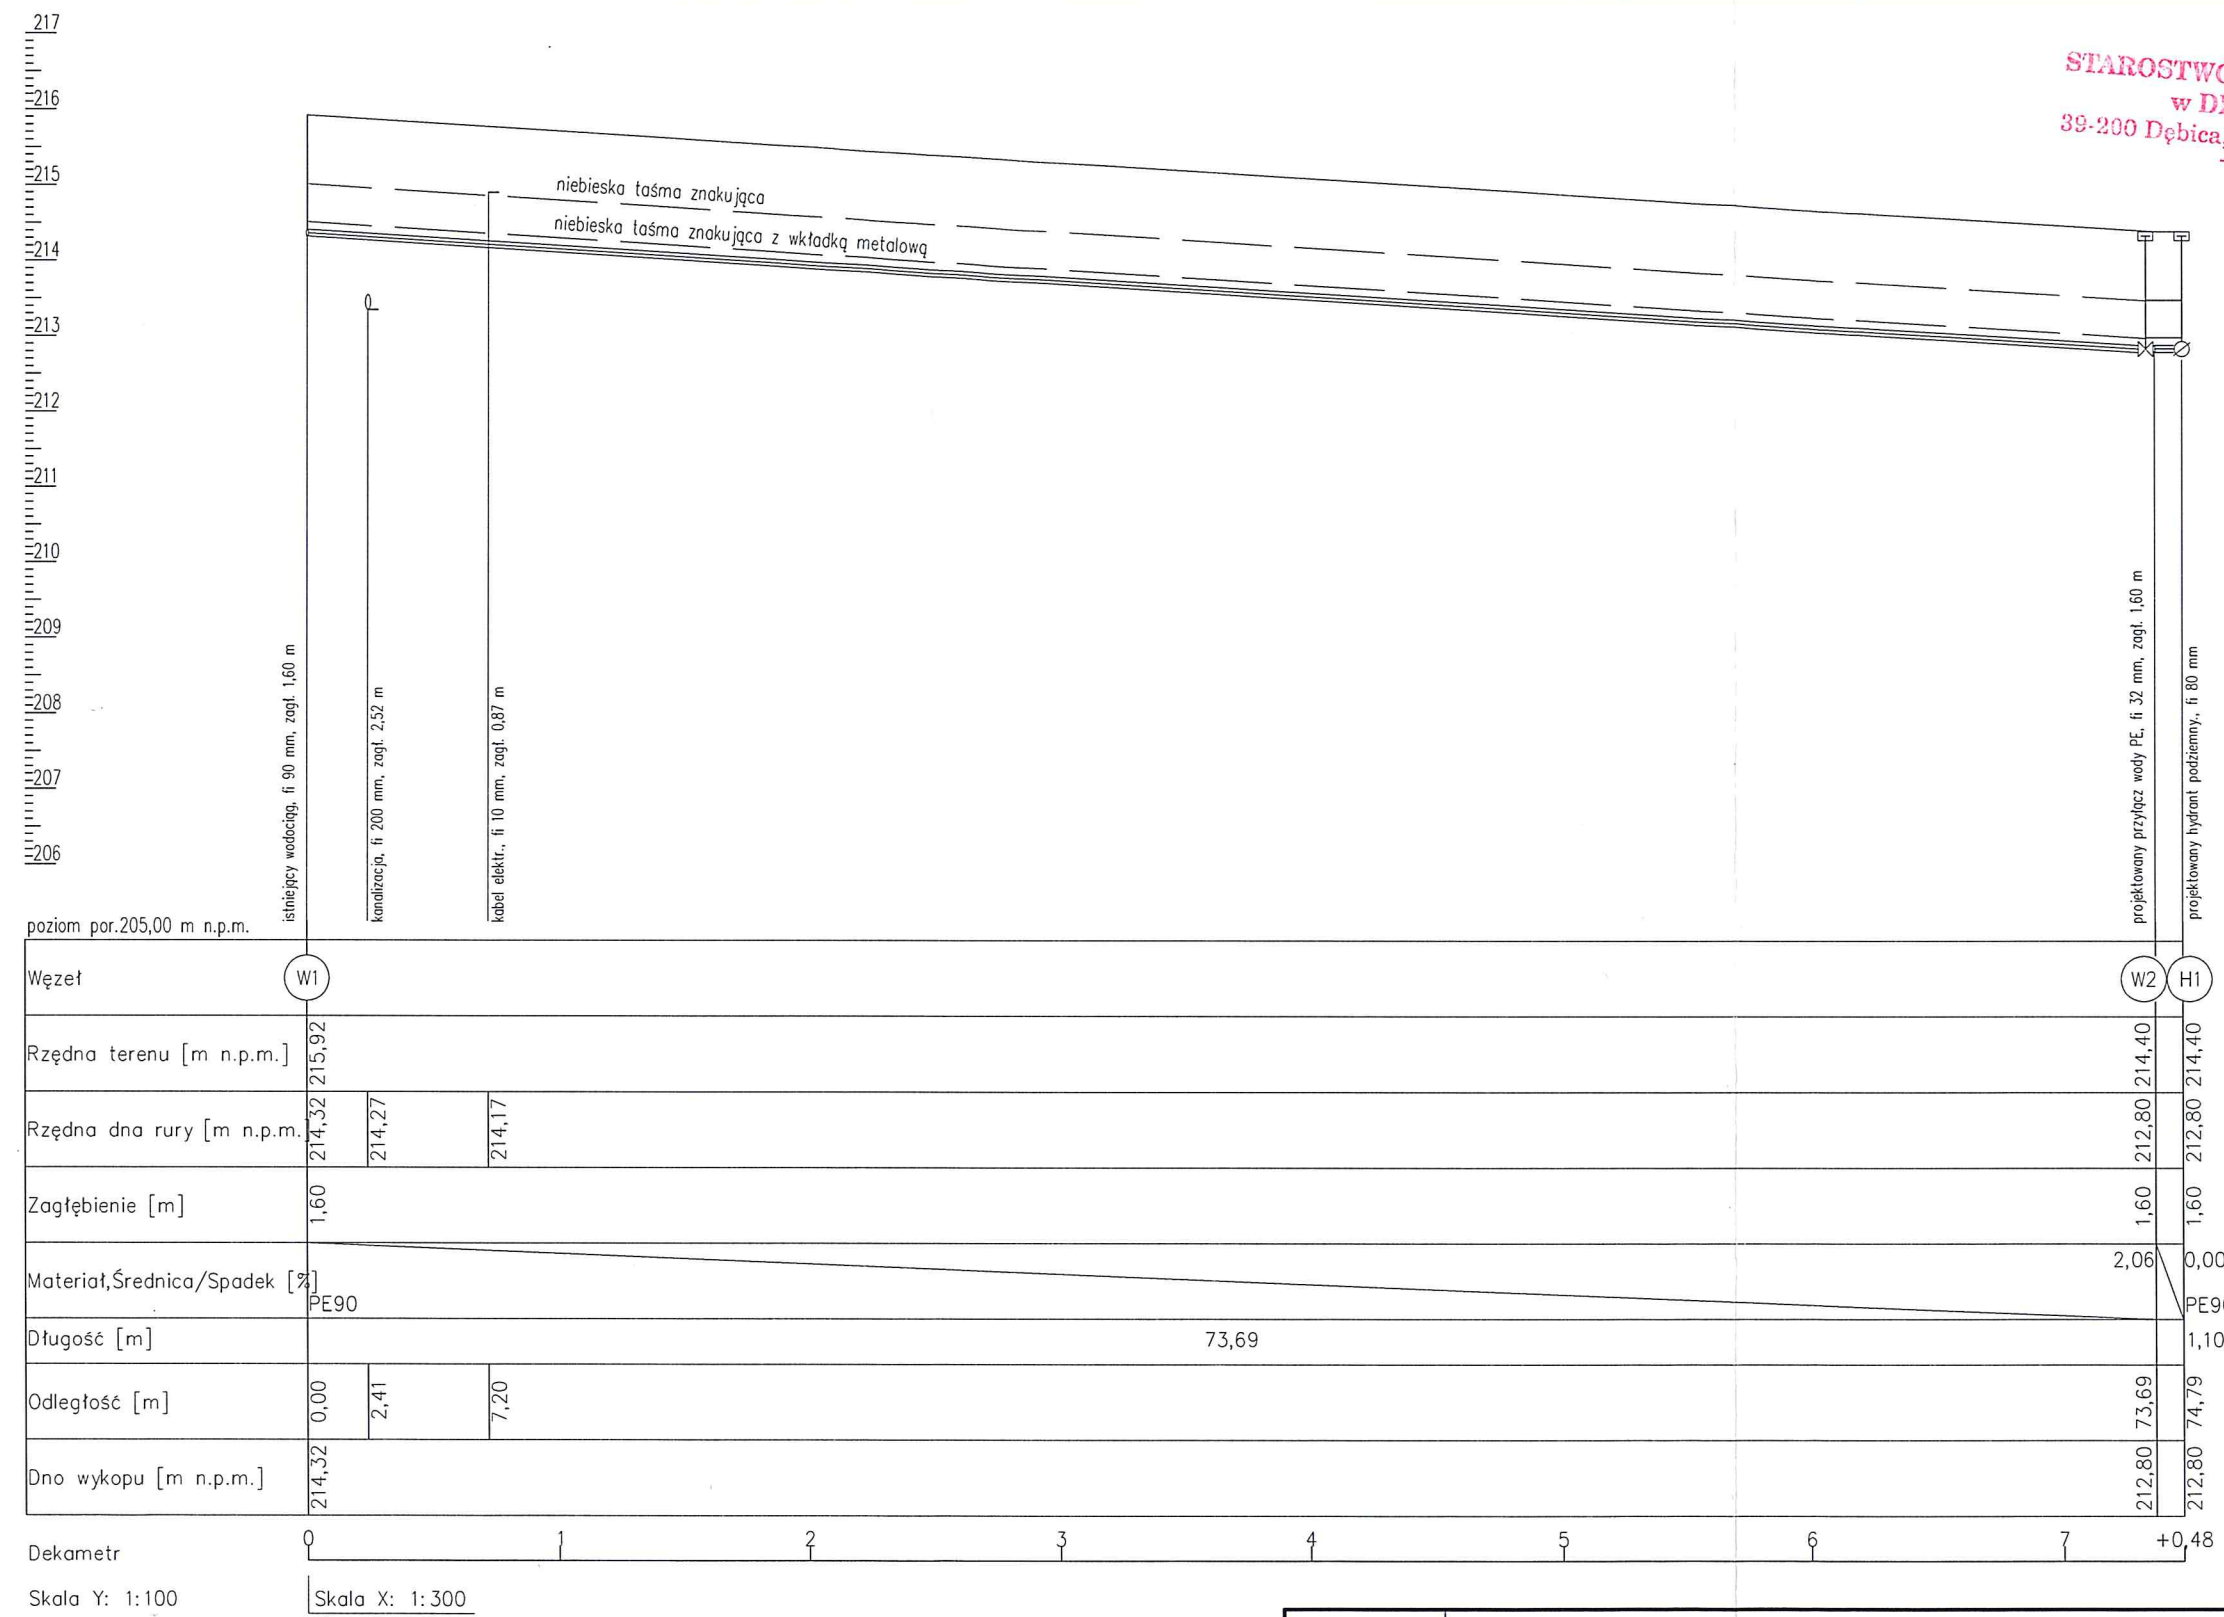 217
216
215
214
213
212
211
210
209
208
207
206
STAROSTWO
w
39-200 Dębica,
niebieska taśma znakująca
niebieska taśma znakująca z wkładką metalową
istniejący wodociąg, fi 90 mm, zagł. 1,60 m
kanalizacja, fi 200 mm, zagł. 2,52 m
kabel elektr., fi 10 mm, zagł. 0,87 m
projektowany przyłącz wody PE, fi 32 mm, zagł. 1,60 m
projektowany hydrant podziemny., fi 80 mm
poziom por.205,00 m n.p.m.
Węzeł W1 W2 H1
Rzędna terenu [m n.p.m.] 215,92 214,40 214,40
Rzędna dna rury [m n.p.m.] 214,32 214,27 214,17 212,80 212,80
Zagłębienie [m] 1,60 1,60 1,60
Materiał,Średnica/Spadek [%] PE90 2,06 0,00 PE90
Długość [m] 73,69 1,10
Odległość [m] 0,00 2,41 7,20 73,69 74,79
Dno wykopu [m n.p.m.] 214,32 212,80 212,80
Dekametr 0 1 2 3 4 5 6 7 +0,48
Skala Y: 1:100 Skala X: 1:300